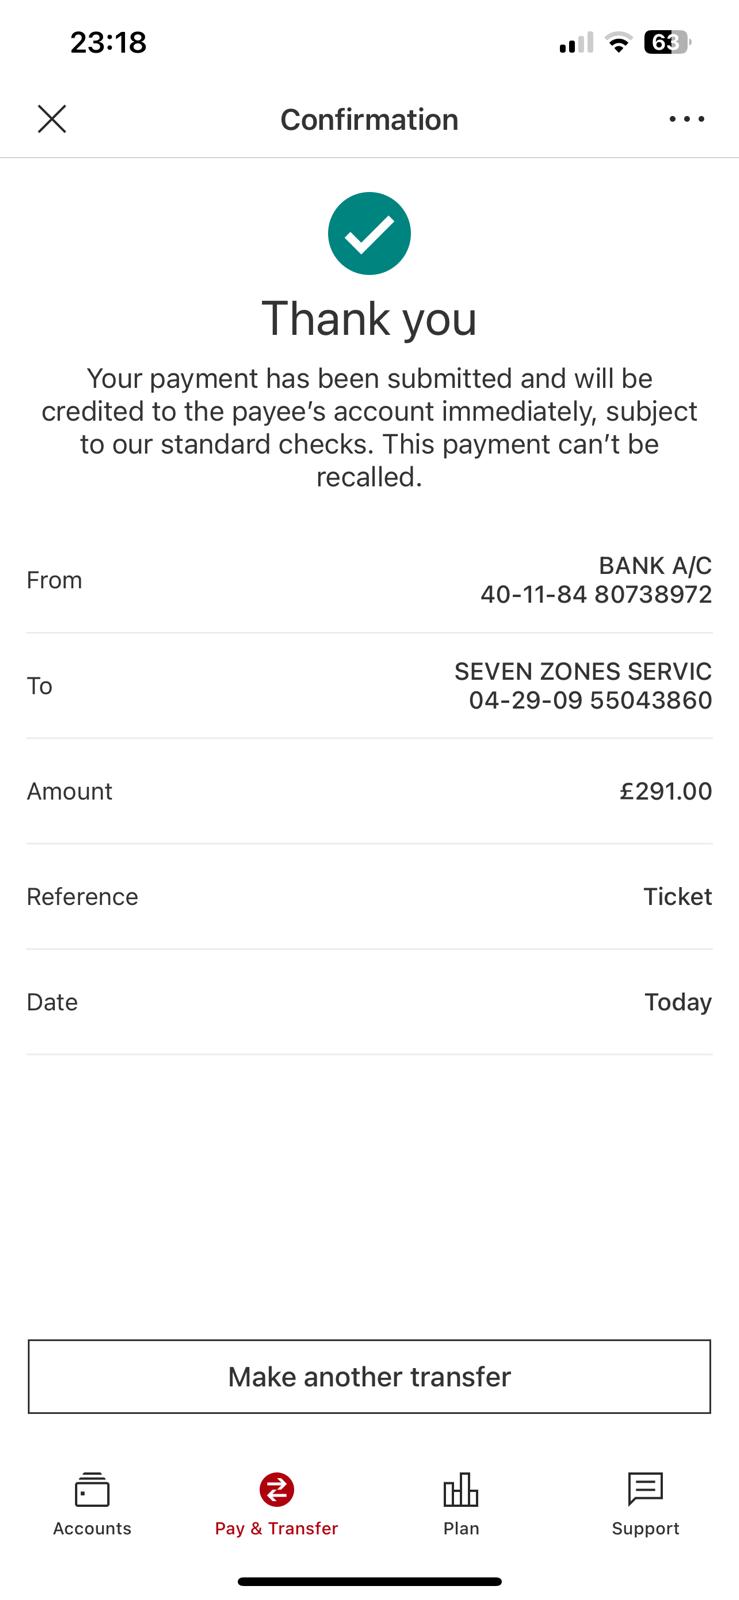 23:18
63
Confirmation
Thank you
Your payment has been submitted and will be
credited to the payee’s account immediately, subject
to our standard checks. This payment can’t be
recalled.
From
BANK A/C
40-11-84 80738972
To
SEVEN ZONES SERVIC
04-29-09 55043860
Amount
£291.00
Reference
Ticket
Date
Today
Make another transfer
Accounts
Pay & Transfer
Plan
Support